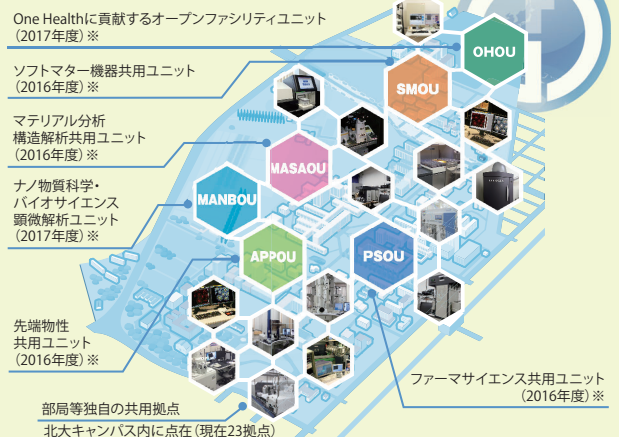 One Healthに貢献するオープンファシリティユニット
（2017年度）※
ソフトマター機器共用ユニット
（2016年度）※
マテリアル分析
構造解析共用ユニット
（2016年度）※
ナノ物質科学・
バイオサイエンス
顕微解析ユニット
（2017年度）※
先端物性
共用ユニット
（2016年度）※
部局等独自の共用拠点
北大キャンパス内に点在（現在23拠点）
OHOU
SMOU
MASAOU
MANBOU
APPOU
PSOU
ファーマサイエンス共用ユニット
（2016年度）※